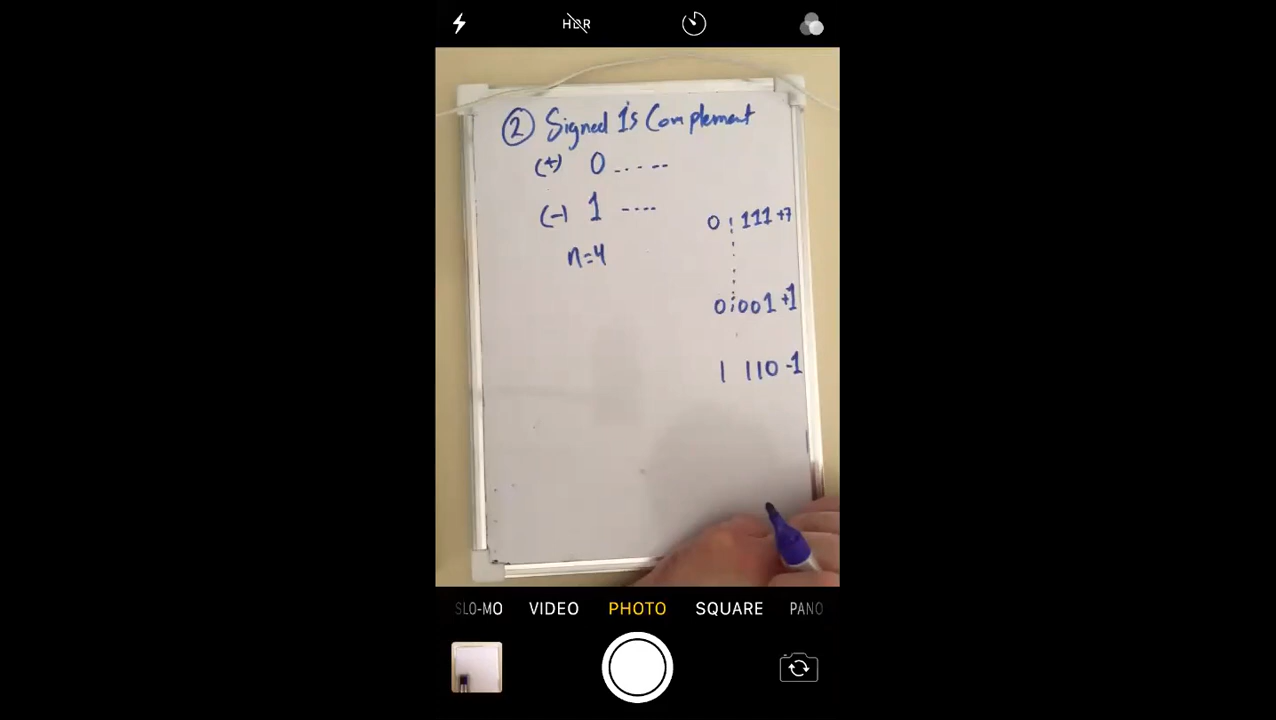 HDR
② Signed 1's Complement
(+) 0 -----
(-) 1 ----
0 111 +7
n=4
0 001 +1
1 110 -1
SLO-MO VIDEO PHOTO SQUARE PANO